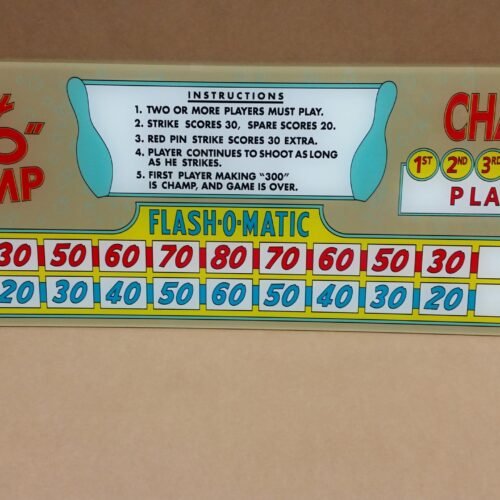 O"
MP
INSTRUCTIONS
1. TWO OR MORE PLAYERS MUST PLAY.
2. STRIKE SCORES 30, SPARE SCORES 20.
3. RED PIN STRIKE SCORES 30 EXTRA.
4. PLAYER CONTINUES TO SHOOT AS LONG
AS HE STRIKES.
5. FIRST PLAYER MAKING "300"
IS CHAMP, AND GAME IS OVER.
CHA
1ST 2ND 3RD
PLA
FLASH-O-MATIC
30 50 60 70 80 70 60 50 30
20 30 40 50 60 50 40 30 20